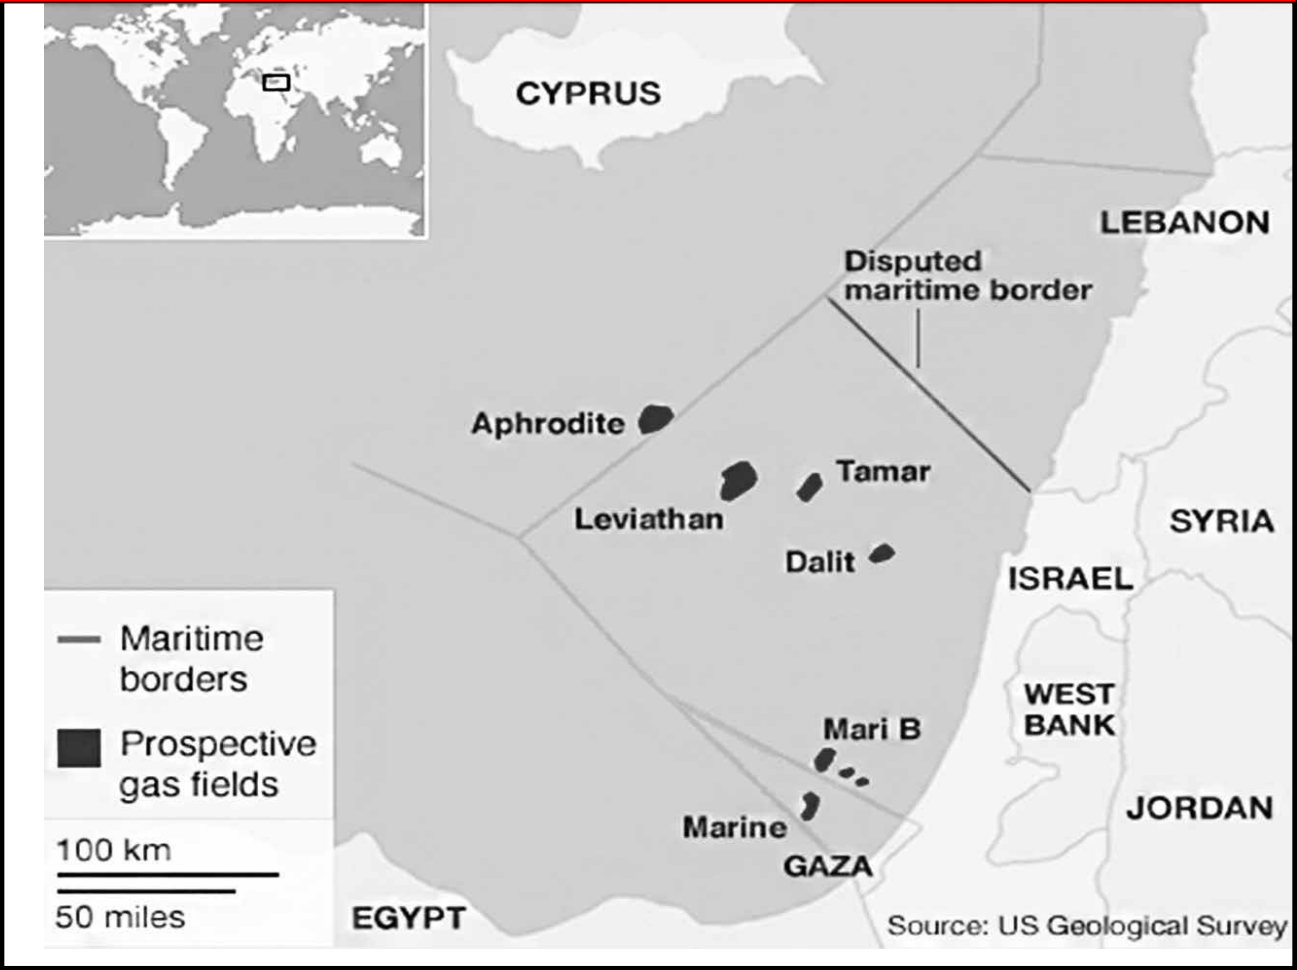 CYPRUS
LEBANON
Disputed
maritime border
Aphrodite
Tamar
Leviathan
SYRIA
Dalit
ISRAEL
Maritime
borders
WEST
BANK
Mari B
Prospective
gas fields
JORDAN
Marine
100 km
GAZA
50 miles
EGYPT
Source: US Geological Survey